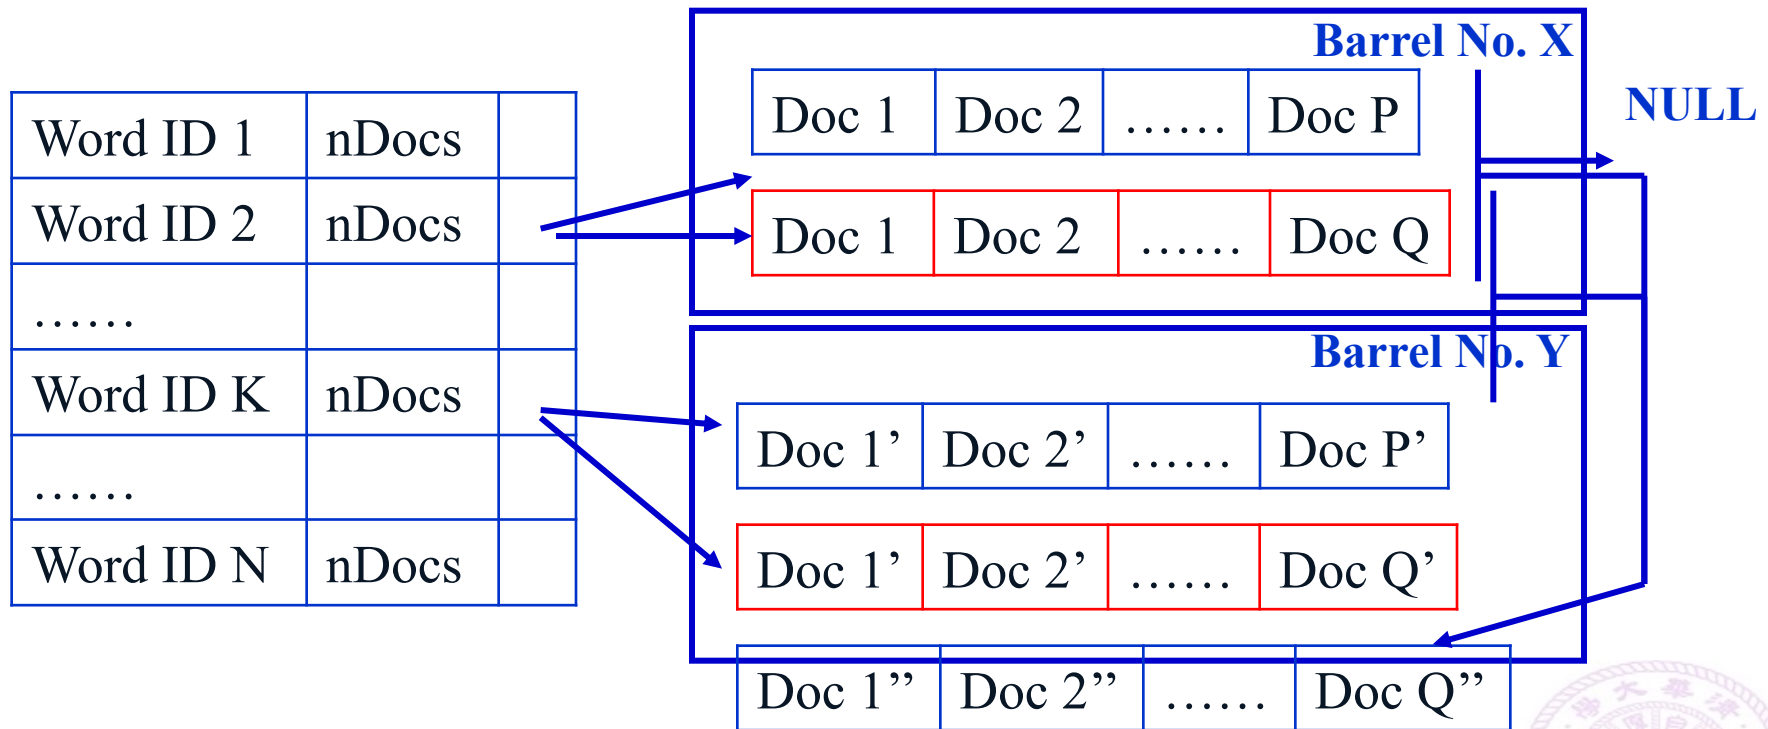 Word ID 1 nDocs
Word ID 2 nDocs
……
Word ID K nDocs
……
Word ID N nDocs
Barrel No. X
Doc 1 Doc 2 …… Doc P
Doc 1 Doc 2 …… Doc Q
NULL
Barrel No. Y
Doc 1’ Doc 2’ …… Doc P’
Doc 1’ Doc 2’ …… Doc Q’
Doc 1’’ Doc 2’’ …… Doc Q’’